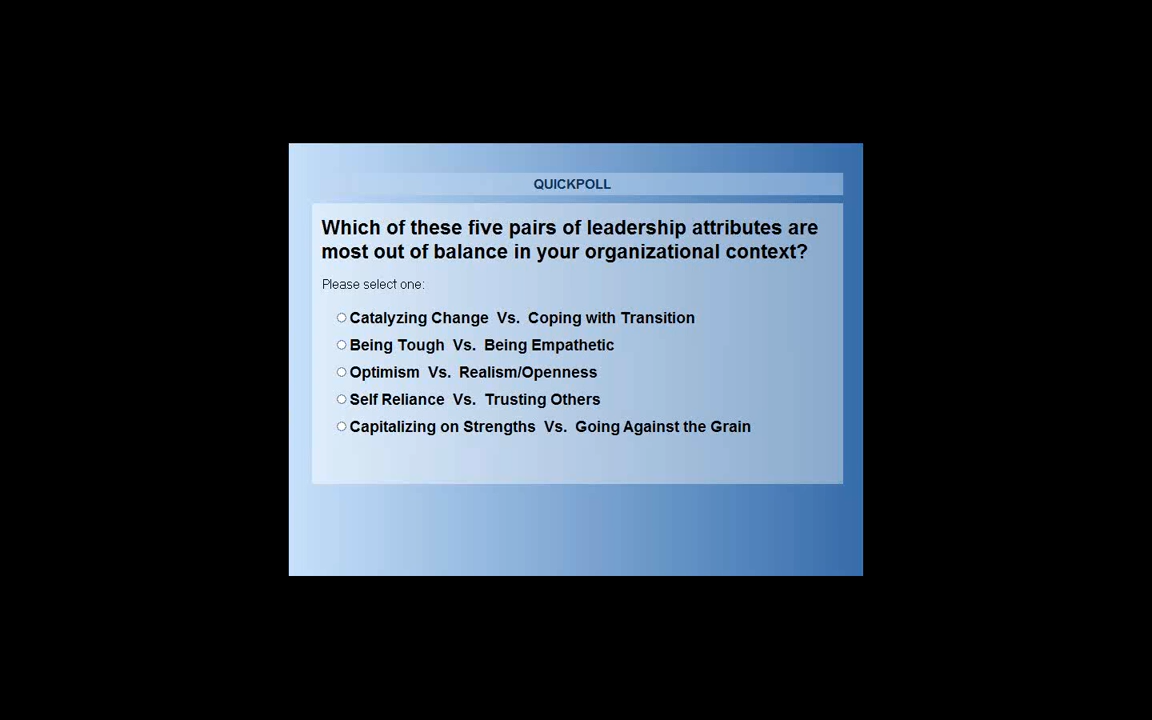 QUICKPOLL
Which of these five pairs of leadership attributes are
most out of balance in your organizational context?
Please select one:
Catalyzing Change Vs. Coping with Transition
Being Tough Vs. Being Empathetic
Optimism Vs. Realism/Openness
Self Reliance Vs. Trusting Others
Capitalizing on Strengths Vs. Going Against the Grain